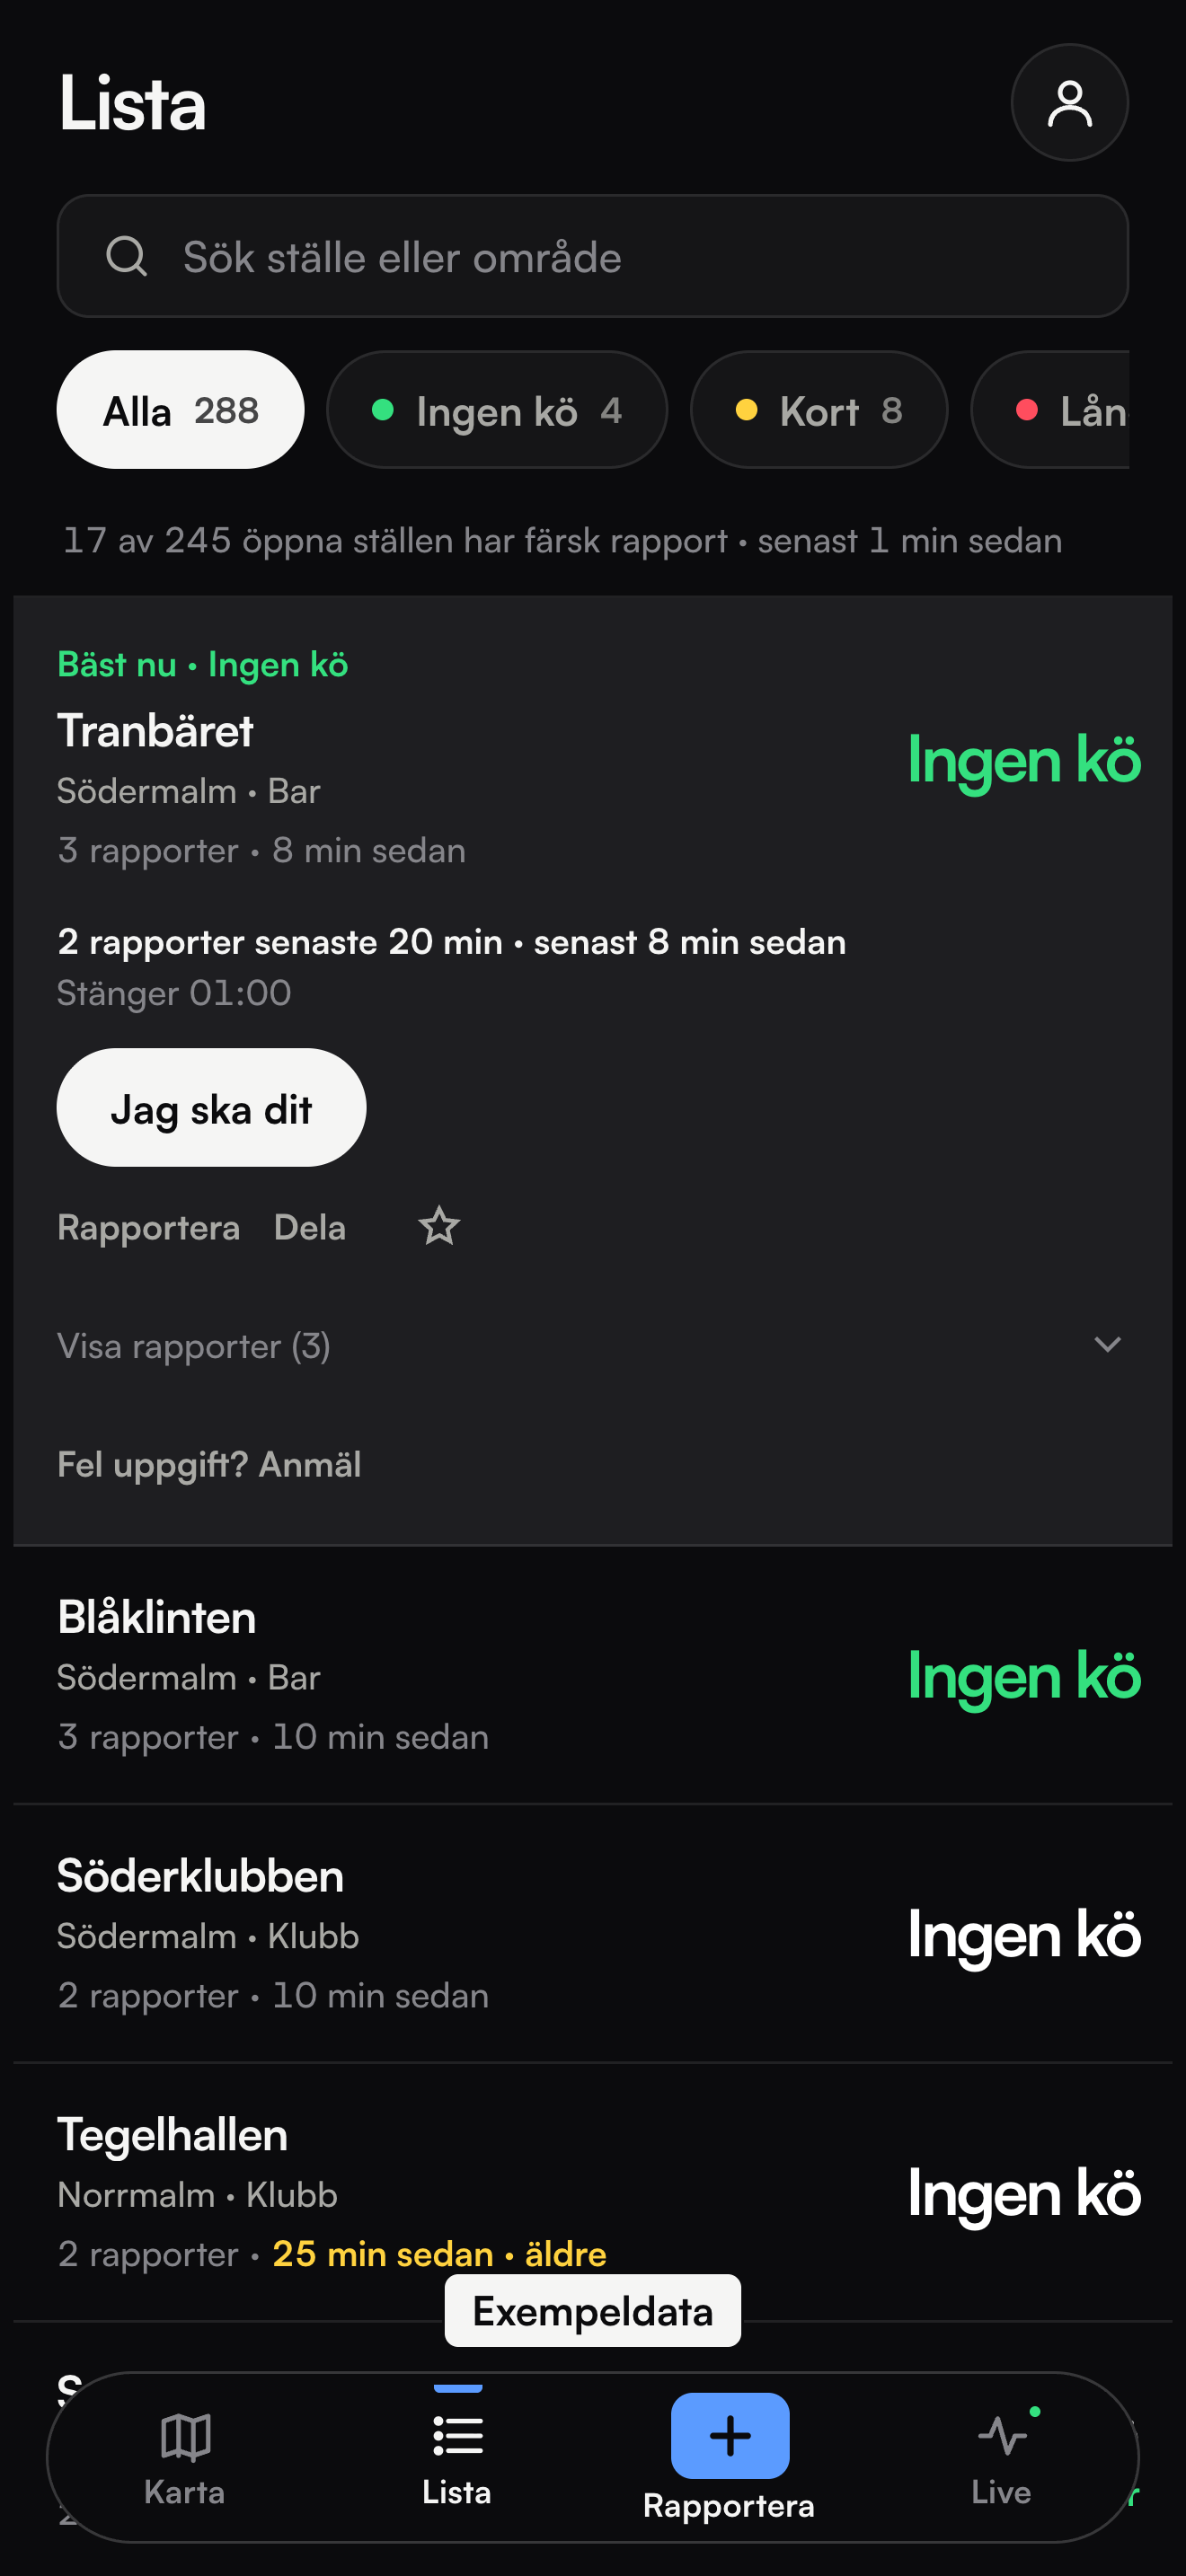 Lista
Sök ställe eller område
Alla 288
Ingen kö 4
Kort 8
Lån
17 av 245 öppna ställen har färsk rapport · senast 1 min sedan
Bäst nu · Ingen kö
Tranbäret
Södermalm · Bar
3 rapporter · 8 min sedan
Ingen kö
2 rapporter senaste 20 min · senast 8 min sedan
Stänger 01:00
Jag ska dit
Rapportera Dela
Visa rapporter (3)
Fel uppgift? Anmäl
Blåklinten
Södermalm · Bar
3 rapporter · 10 min sedan
Ingen kö
Söderklubben
Södermalm · Klubb
2 rapporter · 10 min sedan
Ingen kö
Tegelhallen
Norrmalm · Klubb
2 rapporter · 25 min sedan · äldre
Ingen kö
Exempeldata
Karta
Lista
Rapportera
Live